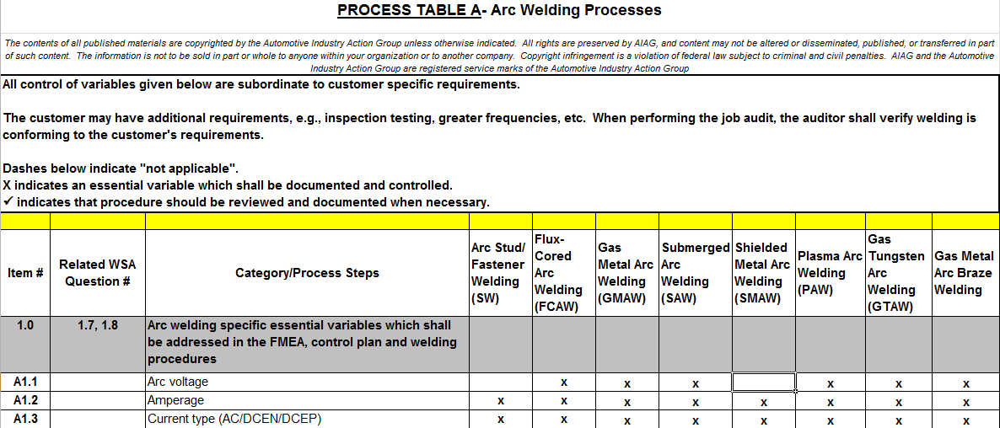 PROCESS TABLE A- Arc Welding Processes
The contents of all published materials are copyrighted by the Automotive Industry Action Group unless otherwise indicated. All rights are preserved by AIAG, and content may not be altered or disseminated, published, or transferred in part
of such content. The information is not to be sold in part or whole to anyone within your organization or to another company. Copyright infringement is a violation of federal law subject to criminal and civil penalties. AIAG and the Automotive
Industry Action Group are registered service marks of the Automotive Industry Action Group
All control of variables given below are subordinate to customer specific requirements.
The customer may have additional requirements, e.g., inspection testing, greater frequencies, etc. When performing the job audit, the auditor shall verify welding is
conforming to the customer's requirements.
Dashes below indicate "not applicable".
X indicates an essential variable which shall be documented and controlled.
✓ indicates that procedure should be reviewed and documented when necessary.
Item #
Related WSA
Question #
Category/Process Steps
Arc Stud/
Fastener
Welding
(SW)
Flux-
Cored
Arc
Welding
(FCAW)
Gas
Metal Arc
Welding
(GMAW)
Submerged
Arc
Welding
(SAW)
Shielded
Metal Arc
Welding
(SMAW)
Plasma Arc
Welding
(PAW)
Gas
Tungsten
Arc
Welding
(GTAW)
Gas Metal
Arc Braze
Welding
1.0 1.7, 1.8 Arc welding specific essential variables which shall
be addressed in the FMEA, control plan and welding
procedures
A1.1 Arc voltage x x x x x x
A1.2 Amperage x x x x x x x x
A1.3 Current type (AC/DCEN/DCEP) x x x x x x x x